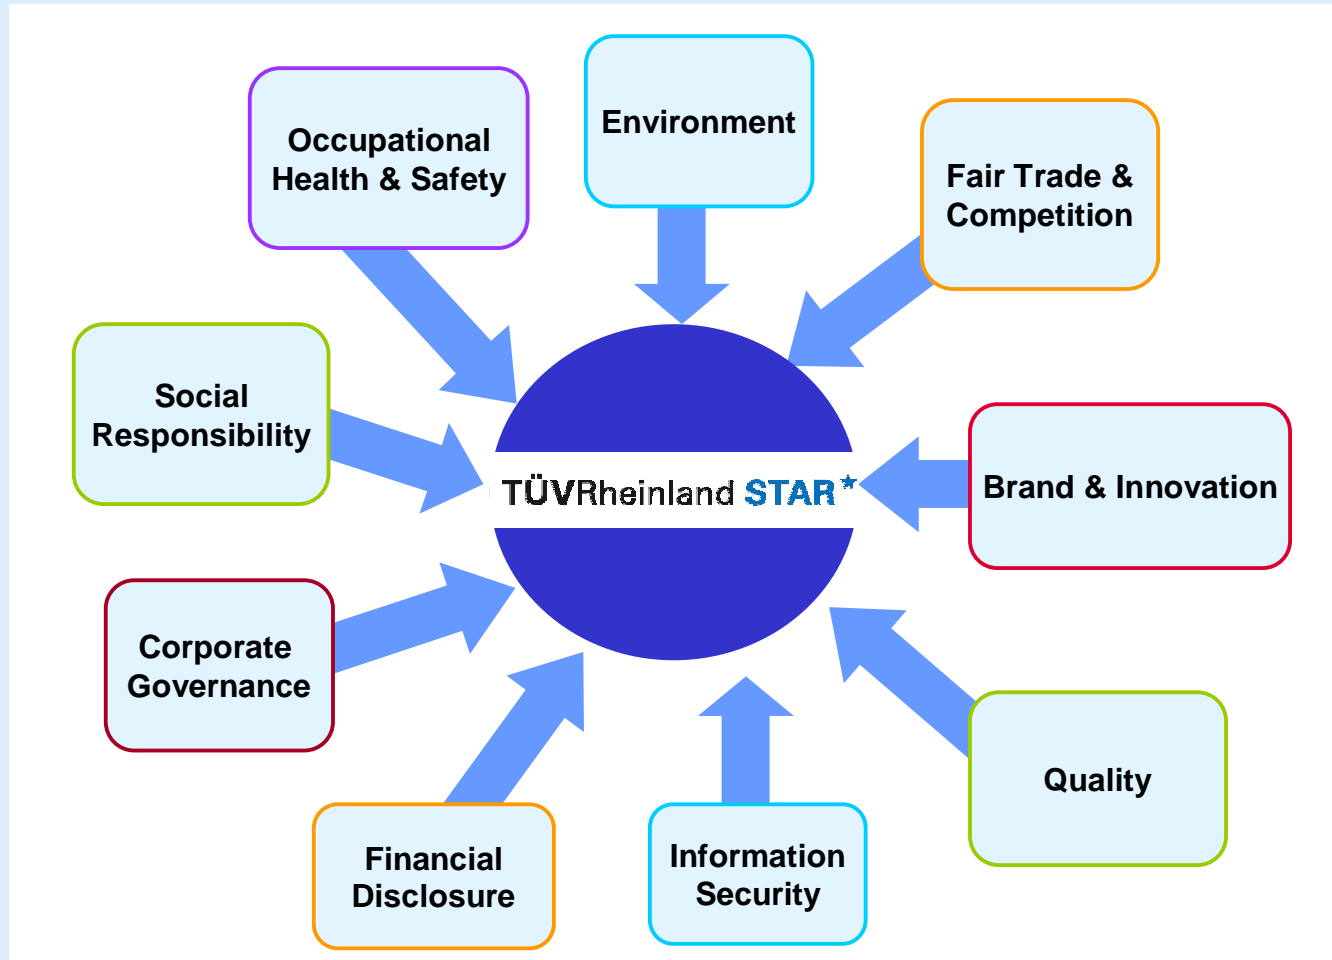 Environment
Occupational
Health & Safety
Fair Trade &
Competition
Social
Responsibility
TÜVRheinland STAR*
Brand & Innovation
Corporate
Governance
Quality
Financial
Disclosure
Information
Security